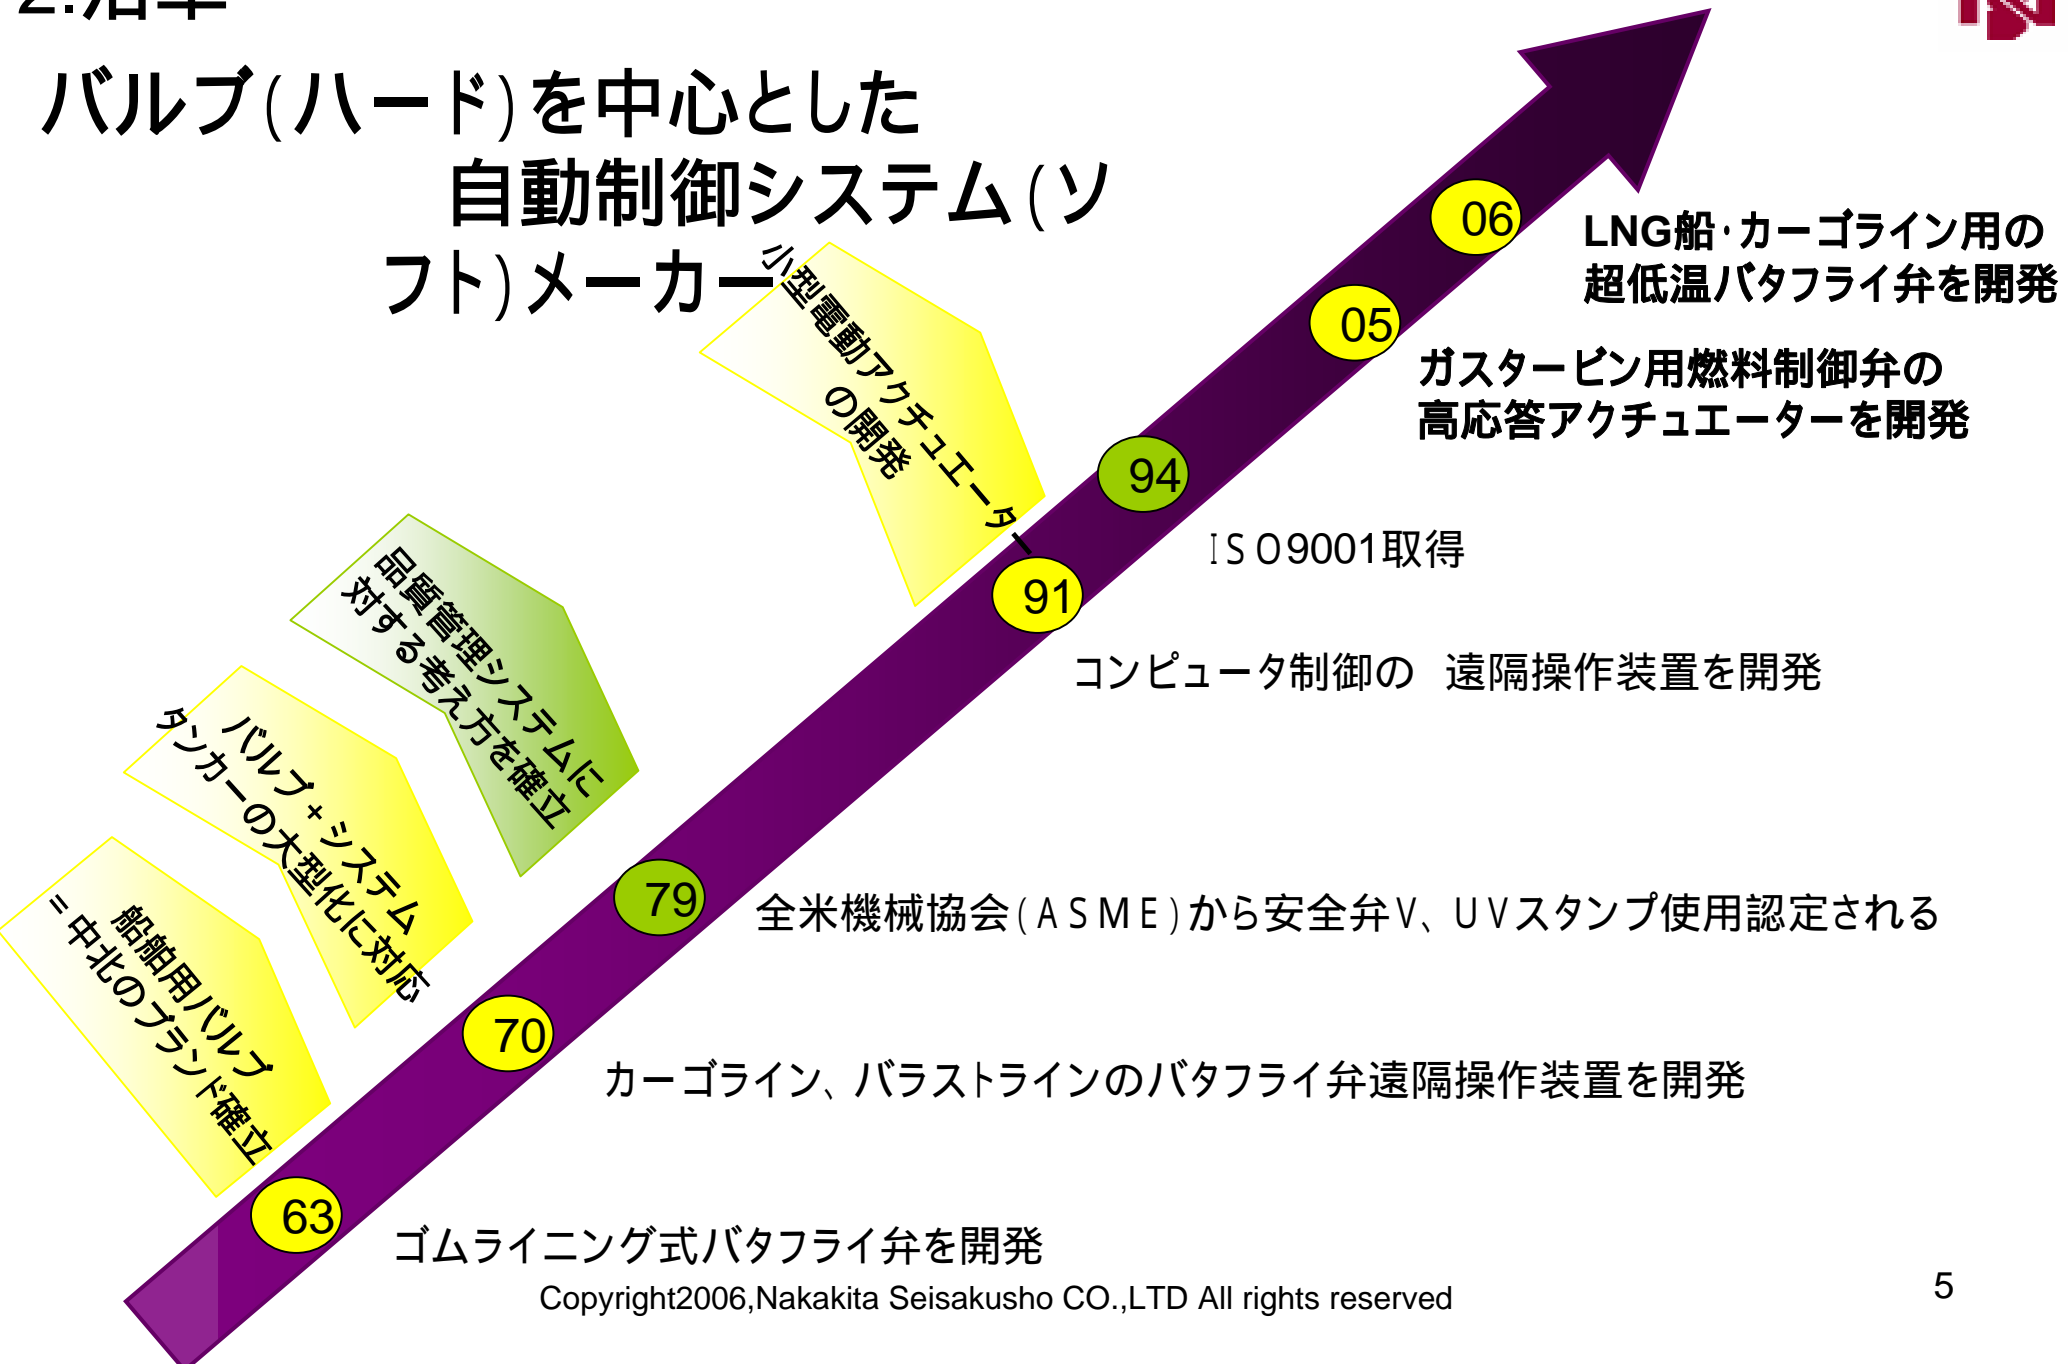 2.沿革
バルブ(ハード)を中心とした
自動制御システム(ソ
フト)メーカー
小型電動アクチュエータ
の開発
06
LNG船・カーゴライン用の
超低温バタフライ弁を開発
05
ガスタービン用燃料制御弁の
高応答アクチュエーターを開発
94
ISO9001取得
91
コンピュータ制御の 遠隔操作装置を開発
品質管理システムに
対する考え方を確立
79
全米機械協会(ASME)から安全弁V、UVスタンプ使用認定される
バルブ+システム
タンカーの大型化に対応
70
カーゴライン、バラストラインのバタフライ弁遠隔操作装置を開発
船舶用バルブ
=中北のブランド確立
63
ゴムライニング式バタフライ弁を開発
Copyright2006,Nakakita Seisakusho CO.,LTD All rights reserved
5